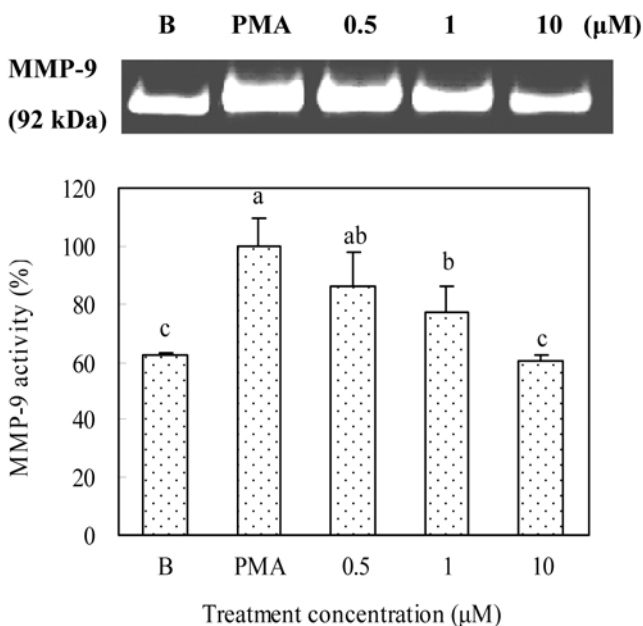 B PMA 0.5 1 10 (μM)
MMP-9
(92 kDa)
120
100
80
60
40
20
0
MMP-9 activity (%)
c
a
ab
b
c
B PMA 0.5 1 10
Treatment concentration (μM)